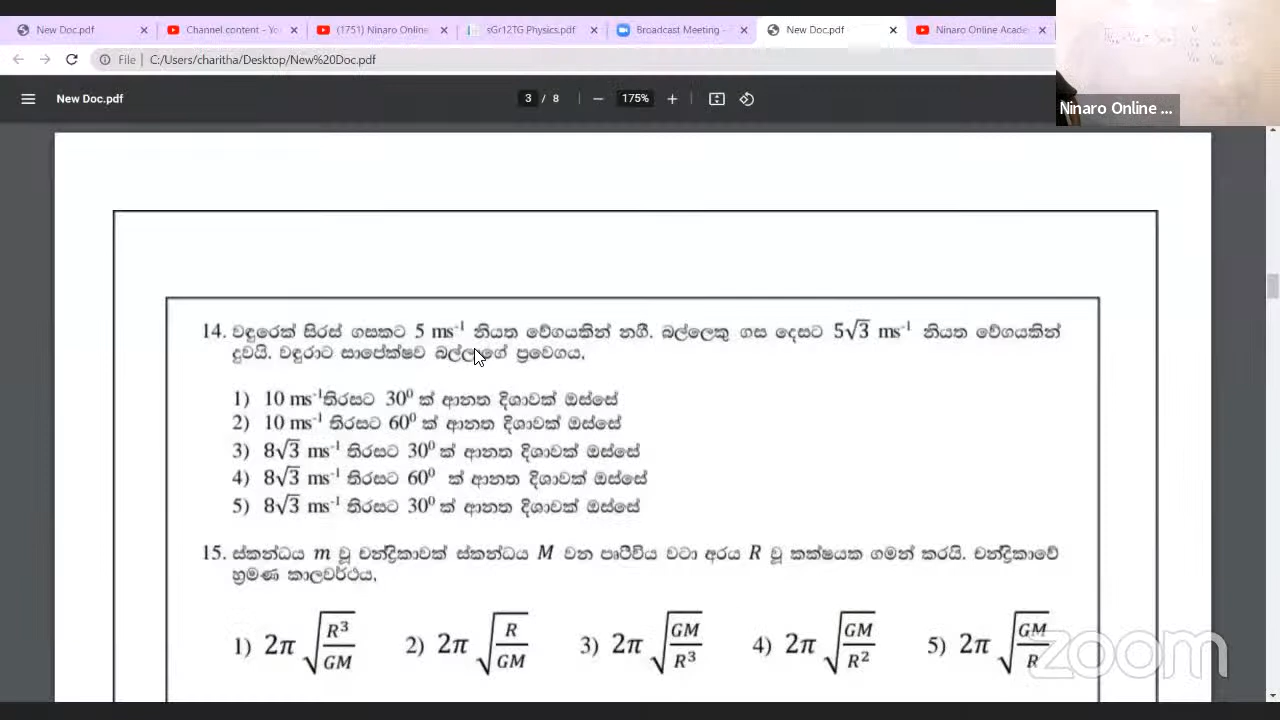 New Doc.pdf
Channel content - Yo
(1751) Ninaro Online
sGr12TG Physics.pdf
Broadcast Meeting -
New Doc.pdf
Ninaro Online Acade
File | C:/Users/charitha/Desktop/New%20Doc.pdf
New Doc.pdf
3 / 8
175%
Ninaro Online ...
14. වඳුරෙක් සිරස් ගසකට 5 ms⁻¹ නියත වේගයකින් නගී. බල්ලෙකු ගස දෙසට 5√3 ms⁻¹ නියත වේගයකින්
දුවයි. වඳුරාට සාපේක්ෂව බල්ලාගේ ප්‍රවේගය,
1) 10 ms⁻¹තිරසට 30⁰ ක් ආනත දිශාවක් ඔස්සේ
2) 10 ms⁻¹ තිරසට 60⁰ ක් ආනත දිශාවක් ඔස්සේ
3) 8√3 ms⁻¹ තිරසට 30⁰ ක් ආනත දිශාවක් ඔස්සේ
4) 8√3 ms⁻¹ තිරසට 60⁰ ක් ආනත දිශාවක් ඔස්සේ
5) 8√3 ms⁻¹ තිරසට 30⁰ ක් ආනත දිශාවක් ඔස්සේ
15. ස්කන්ධය m වූ චන්ද්‍රිකාවක් ස්කන්ධය M වන පෘථිවිය වටා අරය R වූ කක්ෂයක ගමන් කරයි. චන්ද්‍රිකාවේ
භ්‍රමණ කාලවර්ථය,
1) 2π √(R³/GM) 2) 2π √(R/GM) 3) 2π √(GM/R³) 4) 2π √(GM/R²) 5) 2π √(GM/R)
zoom